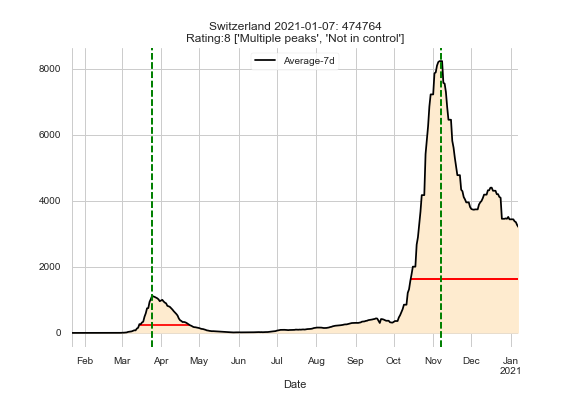 Switzerland 2021-01-07: 474764
Rating:8 ['Multiple peaks', 'Not in control']
Average-7d
8000
6000
4000
2000
0
Feb Mar Apr May Jun Jul Aug Sep Oct Nov Dec Jan
2021
Date